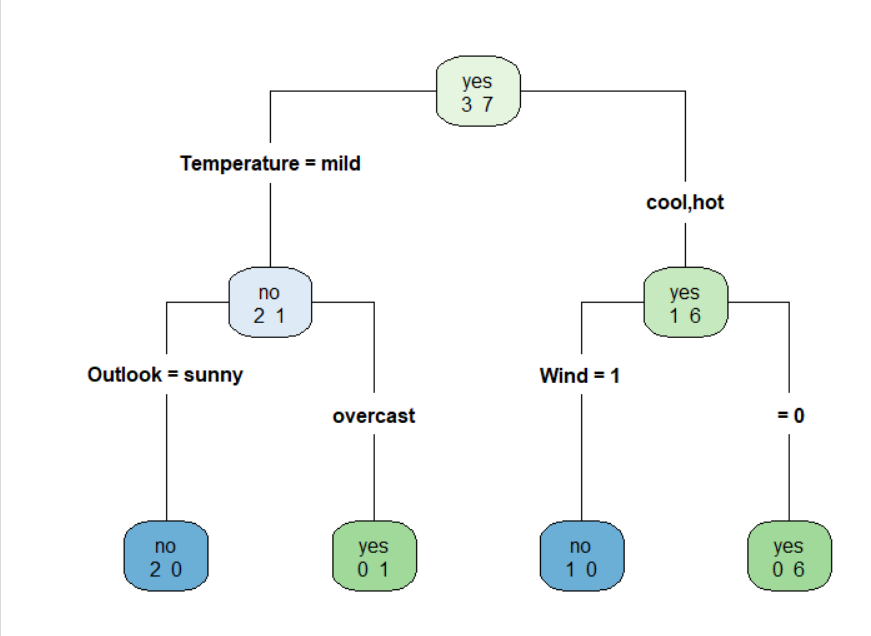 yes
3 7
Temperature = mild
cool,hot
no
2 1
yes
1 6
Outlook = sunny
overcast
Wind = 1
= 0
no
2 0
yes
0 1
no
1 0
yes
0 6